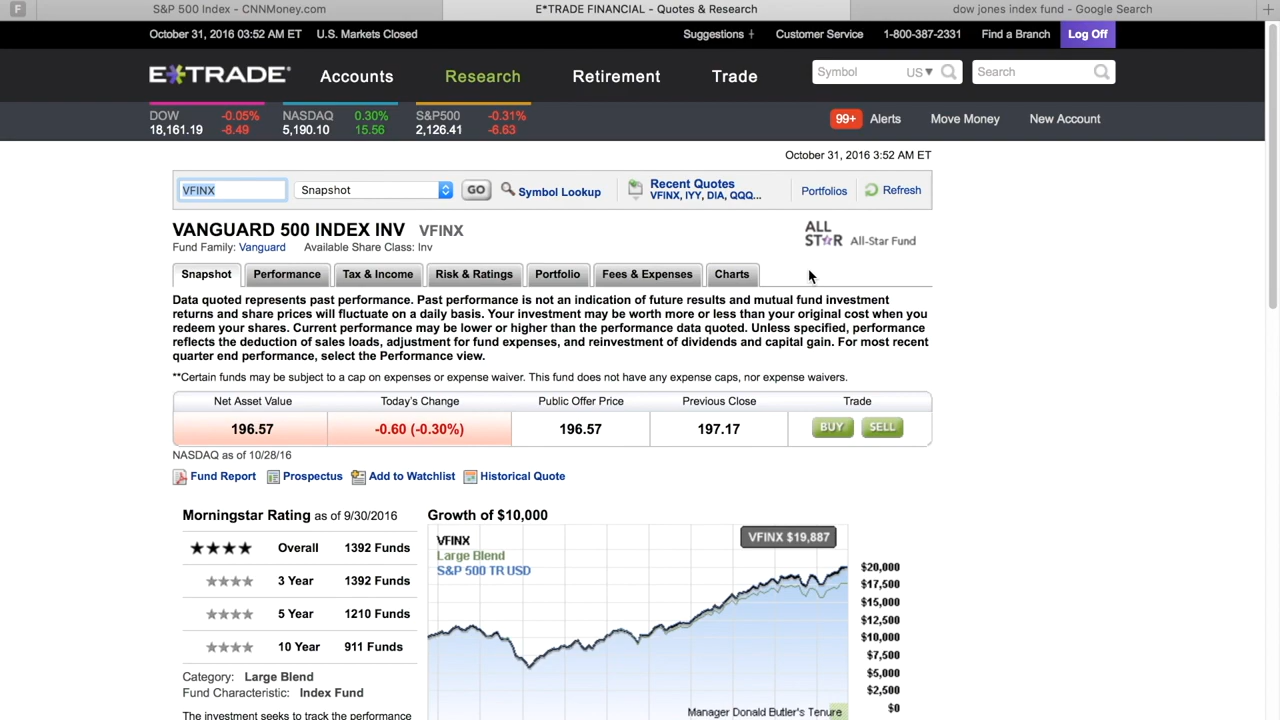 F
S&P 500 Index - CNNMoney.com
E*TRADE FINANCIAL - Quotes & Research
dow jones index fund - Google Search
October 31, 2016 03:52 AM ET U.S. Markets Closed
Suggestions Customer Service 1-800-387-2331 Find a Branch Log Off
E*TRADE Accounts Research Retirement Trade
Symbol US▼ Search
DOW -0.05% NASDAQ 0.30% S&P500 -0.31%
18,161.19 -8.49 5,190.10 15.56 2,126.41 -6.63
99+ Alerts Move Money New Account
October 31, 2016 3:52 AM ET
VFINX Snapshot GO Symbol Lookup
Recent Quotes
VFINX, IYY, DIA, QQQ...
Portfolios Refresh
VANGUARD 500 INDEX INV VFINX
Fund Family: Vanguard Available Share Class: Inv
ALL
STAR All-Star Fund
Snapshot Performance Tax & Income Risk & Ratings Portfolio Fees & Expenses Charts
Data quoted represents past performance. Past performance is not an indication of future results and mutual fund investment
returns and share prices will fluctuate on a daily basis. Your investment may be worth more or less than your original cost when you
redeem your shares. Current performance may be lower or higher than the performance data quoted. Unless specified, performance
reflects the deduction of sales loads, adjustment for fund expenses, and reinvestment of dividends and capital gain. For most recent
quarter end performance, select the Performance view.
**Certain funds may be subject to a cap on expenses or expense waiver. This fund does not have any expense caps, nor expense waivers.
Net Asset Value Today's Change Public Offer Price Previous Close Trade
196.57 -0.60 (-0.30%) 196.57 197.17 BUY SELL
NASDAQ as of 10/28/16
Fund Report Prospectus Add to Watchlist Historical Quote
Morningstar Rating as of 9/30/2016
★★★★ Overall 1392 Funds
★★★★ 3 Year 1392 Funds
★★★★ 5 Year 1210 Funds
★★★★ 10 Year 911 Funds
Category: Large Blend
Fund Characteristic: Index Fund
The investment seeks to track the performance
Growth of $10,000
VFINX
Large Blend
S&P 500 TR USD
VFINX $19,887
$20,000
$17,500
$15,000
$12,500
$10,000
$7,500
$5,000
$2,500
$0
Manager Donald Butler's Tenure